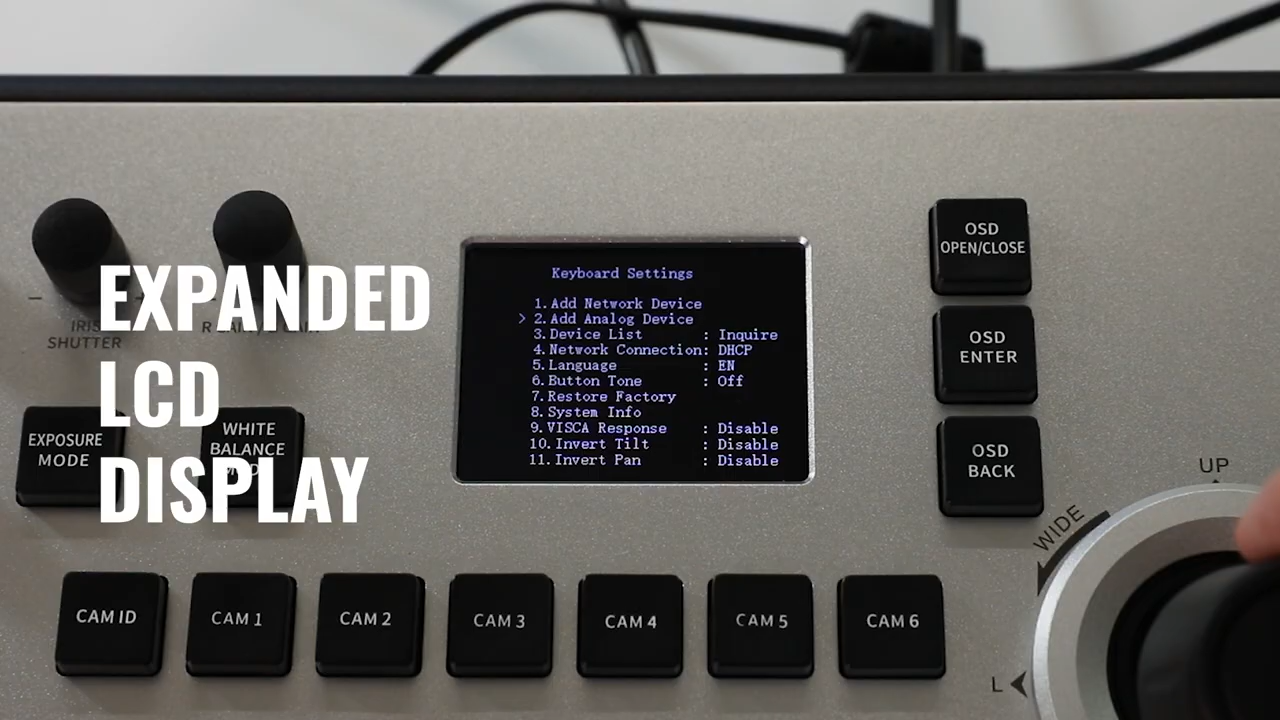 EXPANDED
LCD
DISPLAY
Keyboard Settings
1.Add Network Device
> 2.Add Analog Device
3.Device List : Inquire
4.Network Connection: DHCP
5.Language : EN
6.Button Tone : Off
7.Restore Factory
8.System Info
9.VISCA Response : Disable
10.Invert Tilt : Disable
11.Invert Pan : Disable
OSD
OPEN/CLOSE
OSD
ENTER
OSD
BACK
SHUTTER
EXPOSURE
MODE
WHITE
BALANCE
UP
WIDE
L
CAM ID
CAM 1
CAM 2
CAM 3
CAM 4
CAM 5
CAM 6